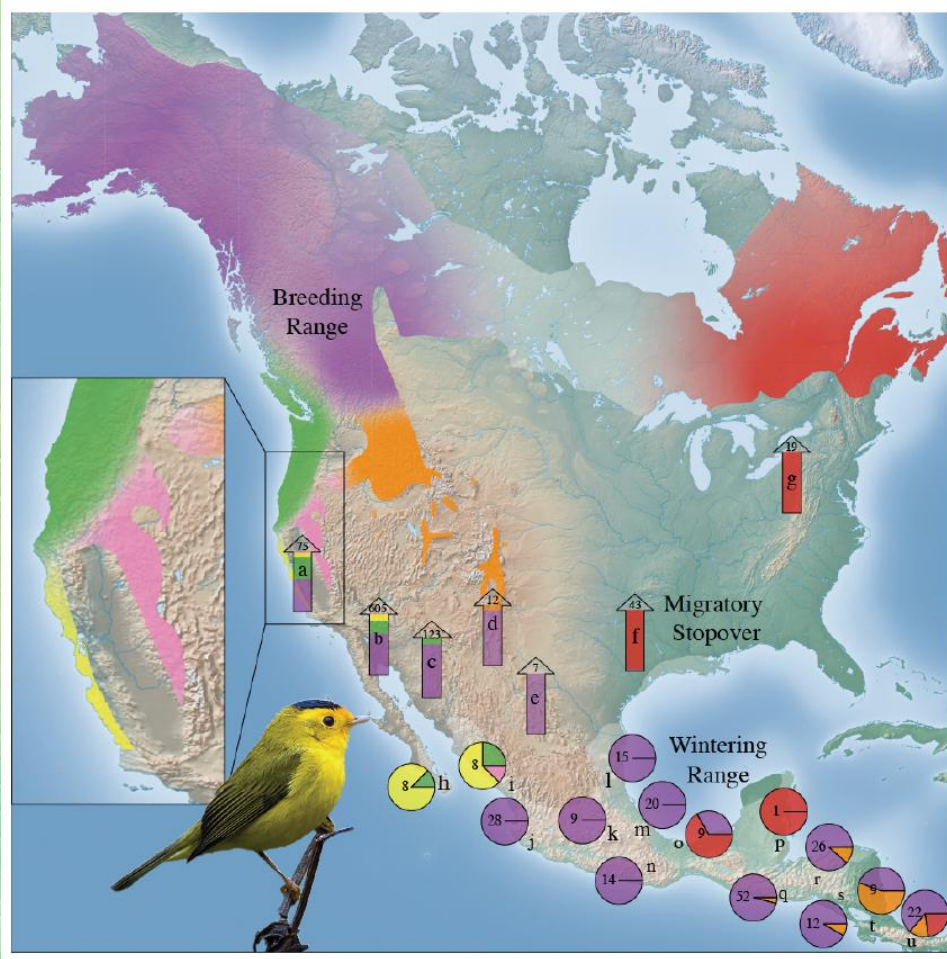 Breeding
Range
19
g
75
a
605
b
123
c
12
d
7
e
43
f
Migratory
Stopover
Wintering
Range
8
h
8
i
15
l
28
j
9
k
20
m
9
o
1
p
14
n
26
r
52
q
9
s
12
t
22
u